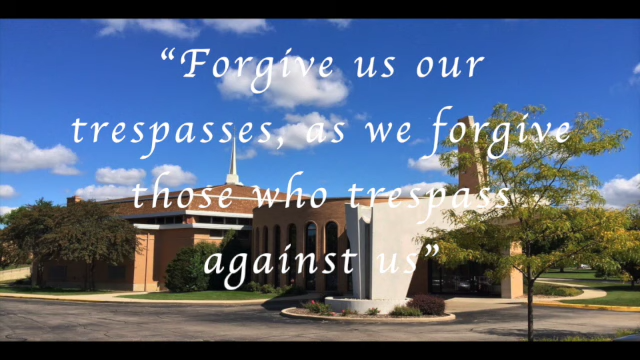 “Forgive us our
trespasses, as we forgive
those who trespass
against us”